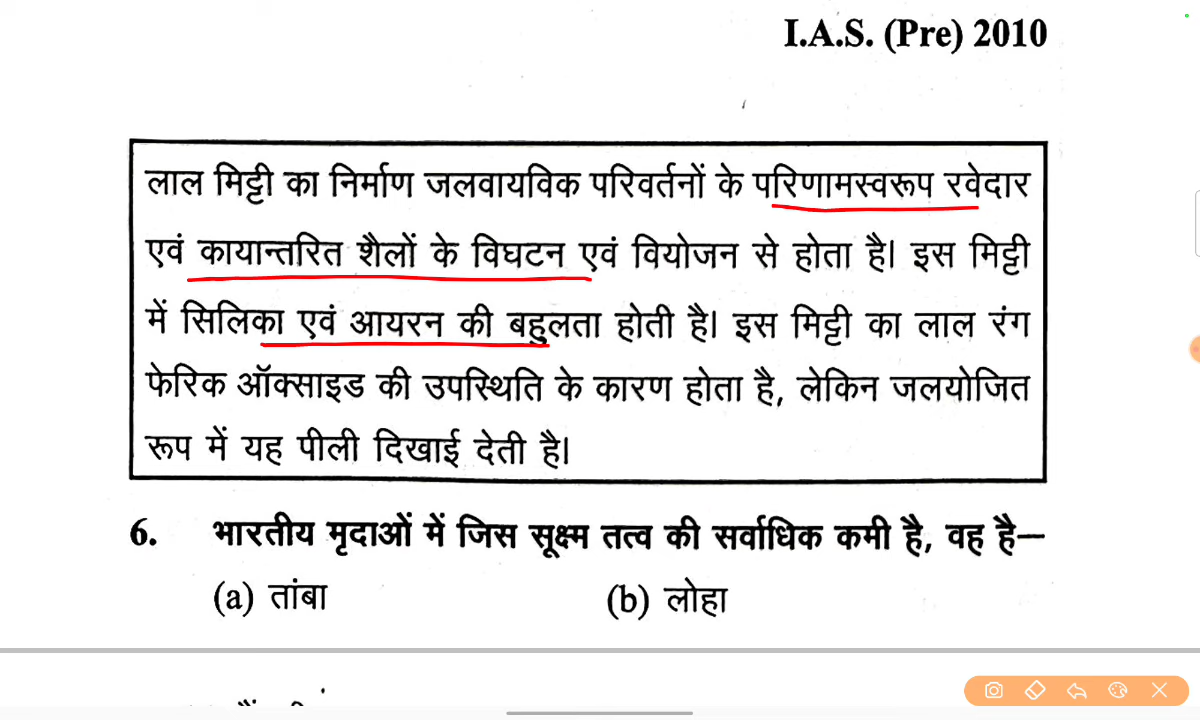 I.A.S. (Pre) 2010
लाल मिट्टी का निर्माण जलवायविक परिवर्तनों के परिणामस्वरूप रवेदार
एवं कायान्तरित शैलों के विघटन एवं वियोजन से होता है। इस मिट्टी
में सिलिका एवं आयरन की बहुलता होती है। इस मिट्टी का लाल रंग
फेरिक ऑक्साइड की उपस्थिति के कारण होता है, लेकिन जलयोजित
रूप में यह पीली दिखाई देती है।
6. भारतीय मृदाओं में जिस सूक्ष्म तत्व की सर्वाधिक कमी है, वह है—
(a) तांबा (b) लोहा